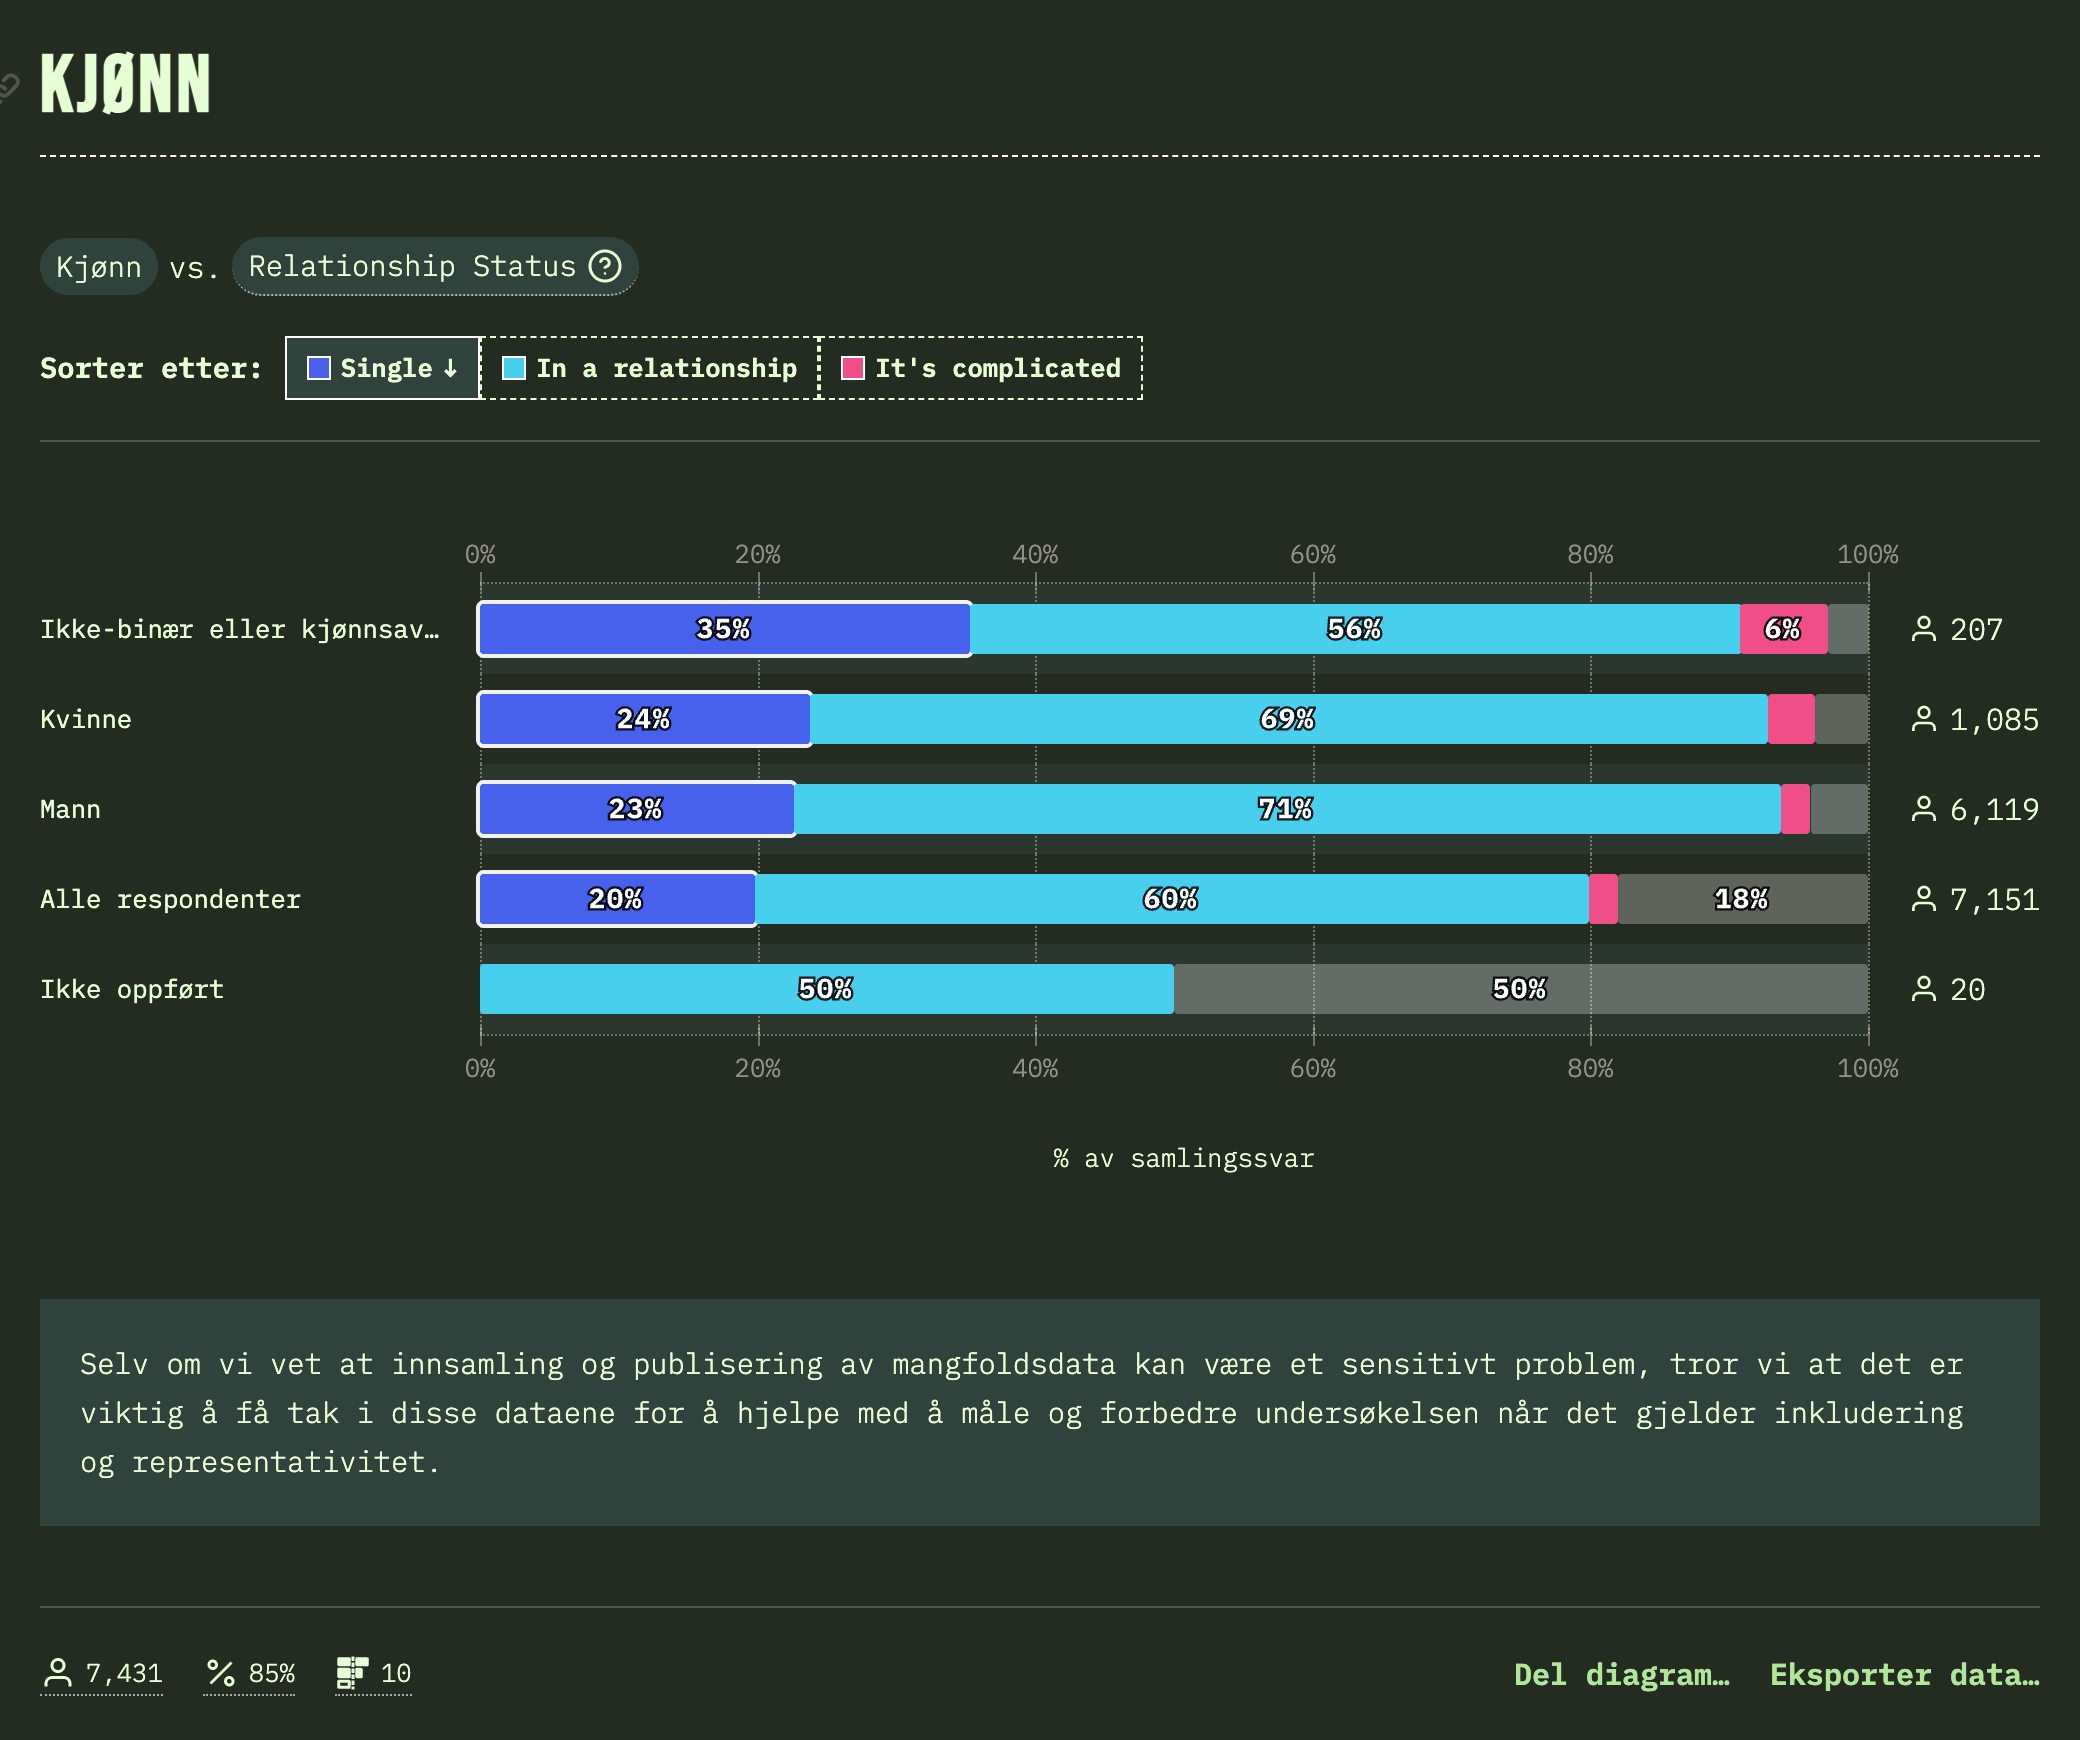 KJØNN
Kjønn vs. Relationship Status
Sorter etter: Single ↓ In a relationship It's complicated
0% 20% 40% 60% 80% 100%
Ikke-binær eller kjønnsav… 35% 56% 6% 207
Kvinne 24% 69% 1,085
Mann 23% 71% 6,119
Alle respondenter 20% 60% 18% 7,151
Ikke oppført 50% 50% 20
0% 20% 40% 60% 80% 100%
% av samlingssvar
Selv om vi vet at innsamling og publisering av mangfoldsdata kan være et sensitivt problem, tror vi at det er
viktig å få tak i disse dataene for å hjelpe med å måle og forbedre undersøkelsen når det gjelder inkludering
og representativitet.
7,431 85% 10 Del diagram… Eksporter data…